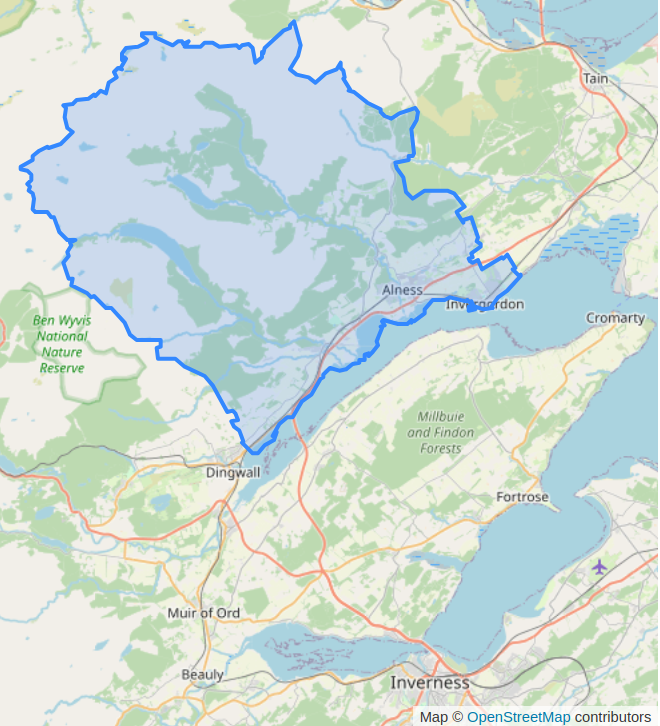 Tain
Alness
Invergordon
Cromarty
Ben Wyvis
National
Nature
Reserve
Millbuie
and Findon
Forests
Dingwall
Fortrose
Muir of Ord
Beauly
Inverness
Map © OpenStreetMap contributors